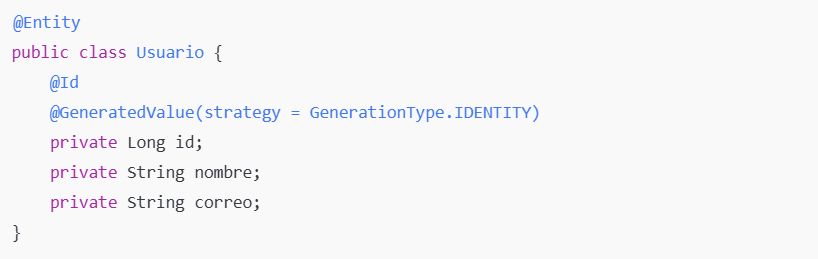 @Entity
public class Usuario {
    @Id
    @GeneratedValue(strategy = GenerationType.IDENTITY)
    private Long id;
    private String nombre;
    private String correo;
}